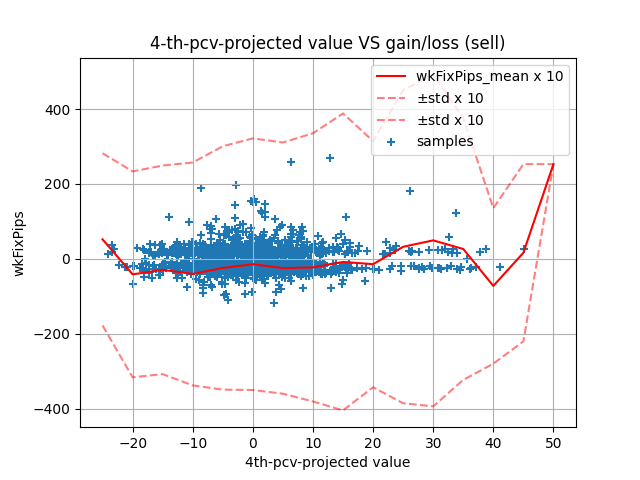 4-th-pcv-projected value VS gain/loss (sell)
wkFixPips_mean x 10
±std x 10
±std x 10
samples
wkFixPips
400
200
0
−200
−400
−20
−10
0
10
20
30
40
50
4th-pcv-projected value